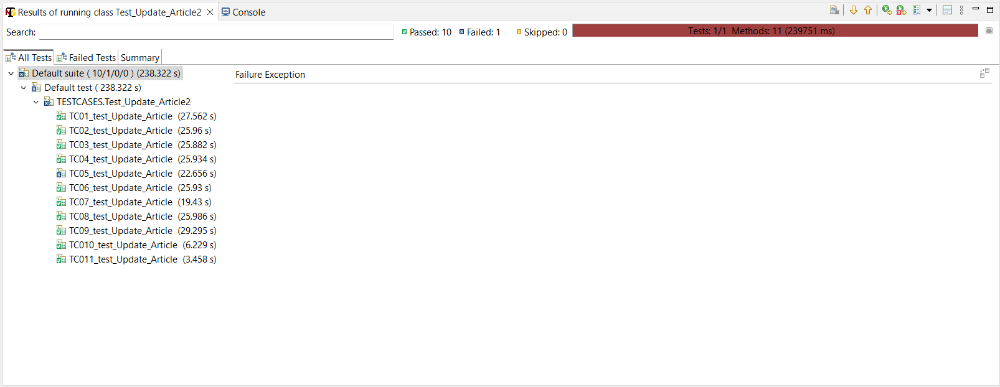 Results of running class Test_Update_Article2 Console
Search: Passed: 10 Failed: 1 Skipped: 0 Tests: 1/1 Methods: 11 (239751 ms)
All Tests Failed Tests Summary
Default suite ( 10/1/0/0 ) (238.322 s)
Failure Exception
Default test ( 238.322 s)
TESTCASES.Test_Update_Article2
TC01_test_Update_Article (27.562 s)
TC02_test_Update_Article (25.96 s)
TC03_test_Update_Article (25.882 s)
TC04_test_Update_Article (25.934 s)
TC05_test_Update_Article (22.656 s)
TC06_test_Update_Article (25.93 s)
TC07_test_Update_Article (19.43 s)
TC08_test_Update_Article (25.986 s)
TC09_test_Update_Article (29.295 s)
TC010_test_Update_Article (6.229 s)
TC011_test_Update_Article (3.458 s)